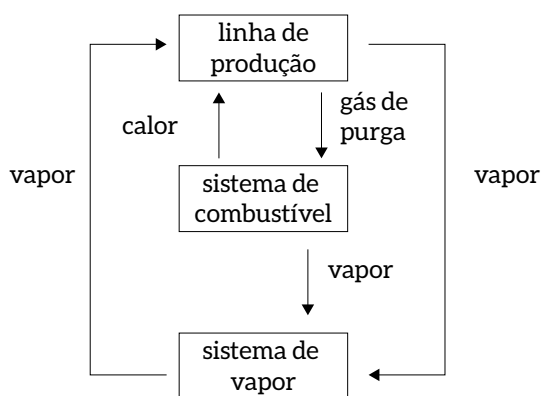 linha de
produção
gás de
purga
calor
vapor
vapor
sistema de
combustível
vapor
sistema de
vapor